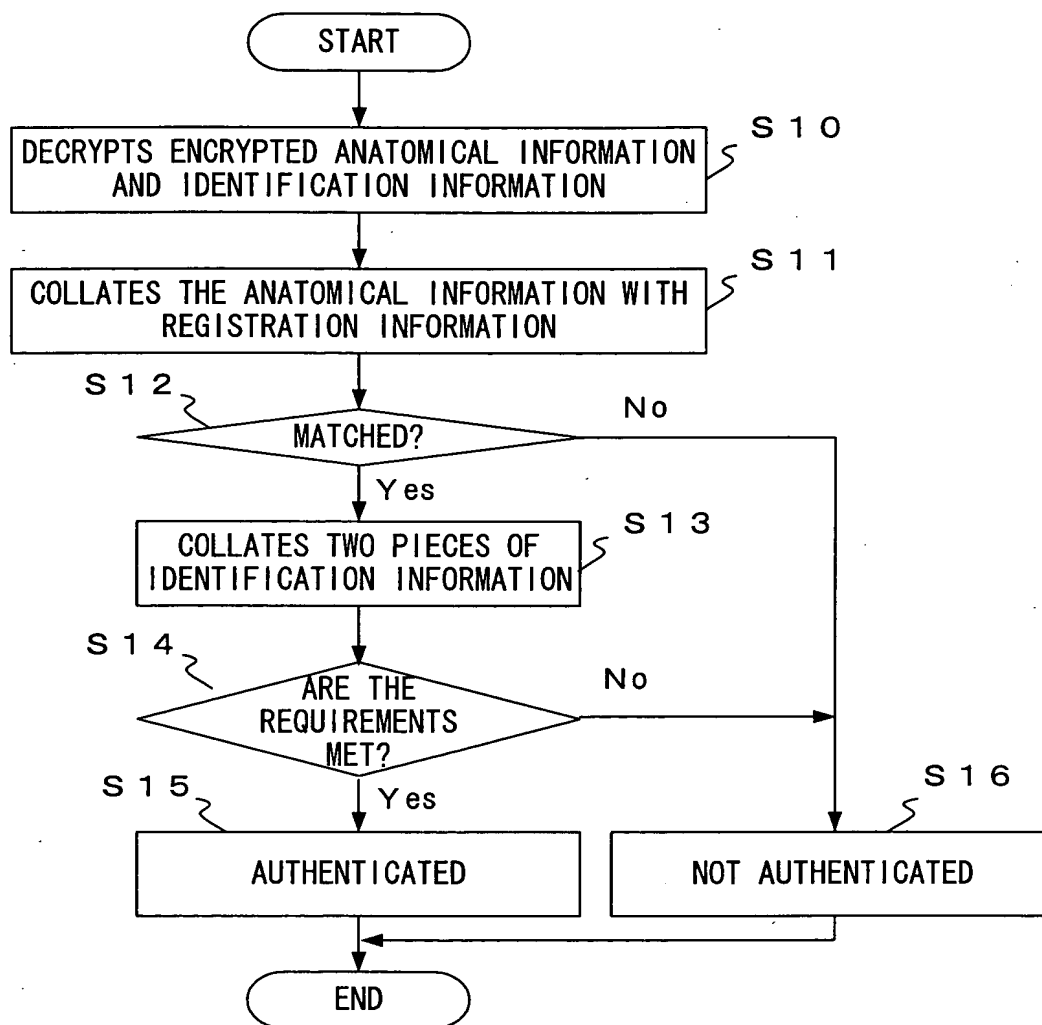 START
S10
DECRYPTS ENCRYPTED ANATOMICAL INFORMATION
AND IDENTIFICATION INFORMATION
S11
COLLATES THE ANATOMICAL INFORMATION WITH
REGISTRATION INFORMATION
S12
MATCHED?
No
Yes
S13
COLLATES TWO PIECES OF
IDENTIFICATION INFORMATION
S14
ARE THE
REQUIREMENTS
MET?
No
Yes
S15
AUTHENTICATED
S16
NOT AUTHENTICATED
END